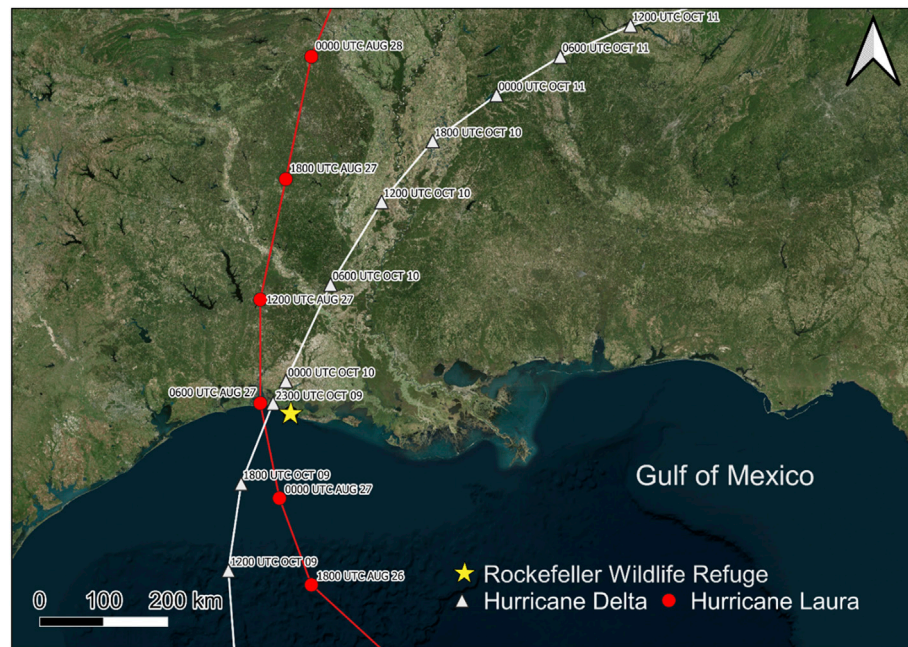 1200 UTC OCT 11
0000 UTC AUG 28
0600 UTC OCT 11
0000 UTC OCT 11
1800 UTC OCT 10
1800 UTC AUG 27
1200 UTC OCT 10
0600 UTC OCT 10
1200 UTC AUG 27
0000 UTC OCT 10
0600 UTC AUG 27
2300 UTC OCT 09
1800 UTC OCT 09
0000 UTC AUG 27
Gulf of Mexico
1200 UTC OCT 09
1800 UTC AUG 26
Rockefeller Wildlife Refuge
0 100 200 km
Hurricane Delta Hurricane Laura